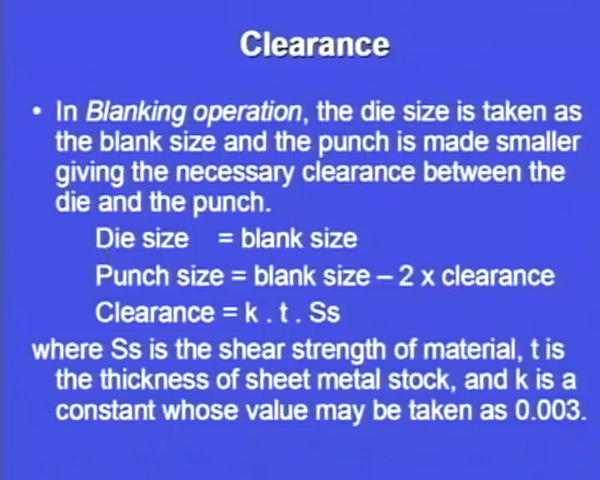 Clearance
• In Blanking operation, the die size is taken as
the blank size and the punch is made smaller
giving the necessary clearance between the
die and the punch.
Die size = blank size
Punch size = blank size – 2 x clearance
Clearance = k . t . Ss
where Ss is the shear strength of material, t is
the thickness of sheet metal stock, and k is a
constant whose value may be taken as 0.003.